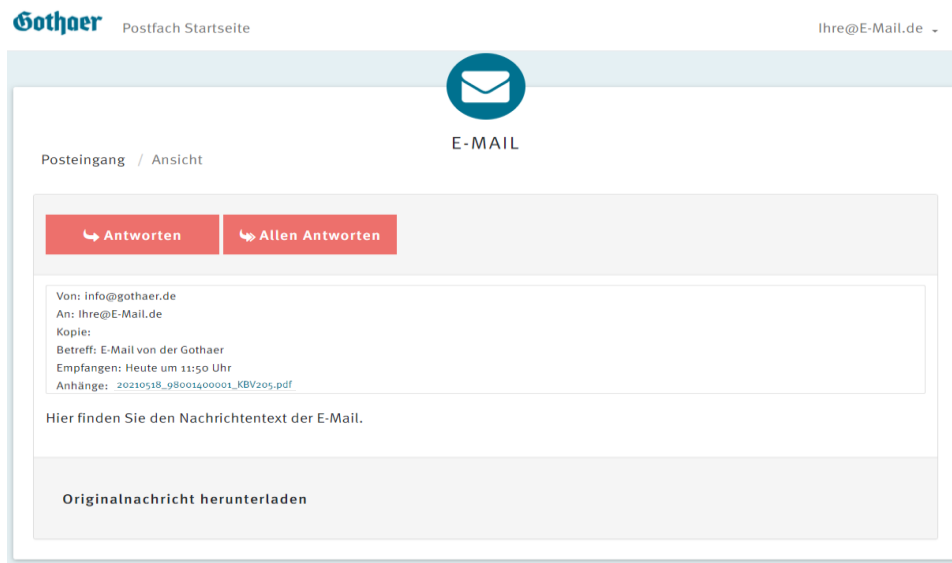 Gothaer Postfach Startseite Ihre@E-Mail.de
E-MAIL
Posteingang / Ansicht
Antworten Allen Antworten
Von: info@gothaer.de
An: Ihre@E-Mail.de
Kopie:
Betreff: E-Mail von der Gothaer
Empfangen: Heute um 11:50 Uhr
Anhänge: 20210518_98001400001_KBV205.pdf
Hier finden Sie den Nachrichtentext der E-Mail.
Originalnachricht herunterladen